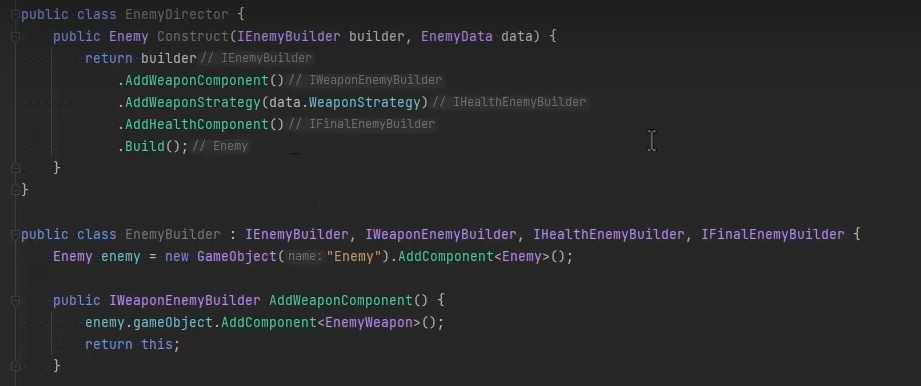 public class EnemyDirector {
    public Enemy Construct(IEnemyBuilder builder, EnemyData data) {
        return builder // IEnemyBuilder
            .AddWeaponComponent() // IWeaponEnemyBuilder
            .AddWeaponStrategy(data.WeaponStrategy) // IHealthEnemyBuilder
            .AddHealthComponent() // IFinalEnemyBuilder
            .Build(); // Enemy
    }
}
public class EnemyBuilder : IEnemyBuilder, IWeaponEnemyBuilder, IHealthEnemyBuilder, IFinalEnemyBuilder {
    Enemy enemy = new GameObject( name: "Enemy").AddComponent<Enemy>();
    public IWeaponEnemyBuilder AddWeaponComponent() {
        enemy.gameObject.AddComponent<EnemyWeapon>();
        return this;
    }